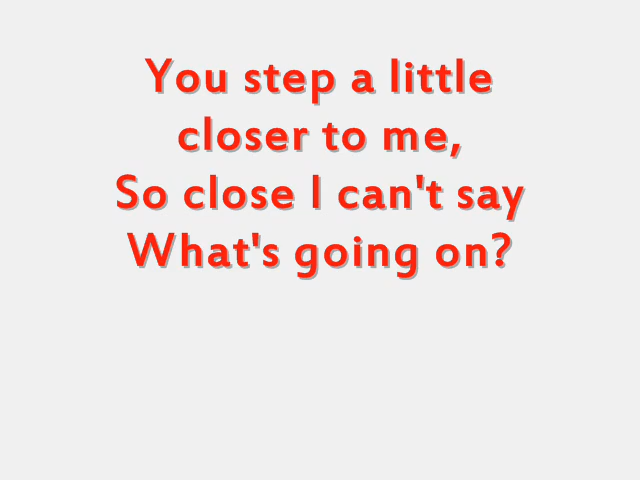 You step a little
closer to me,
So close I can't say
What's going on?